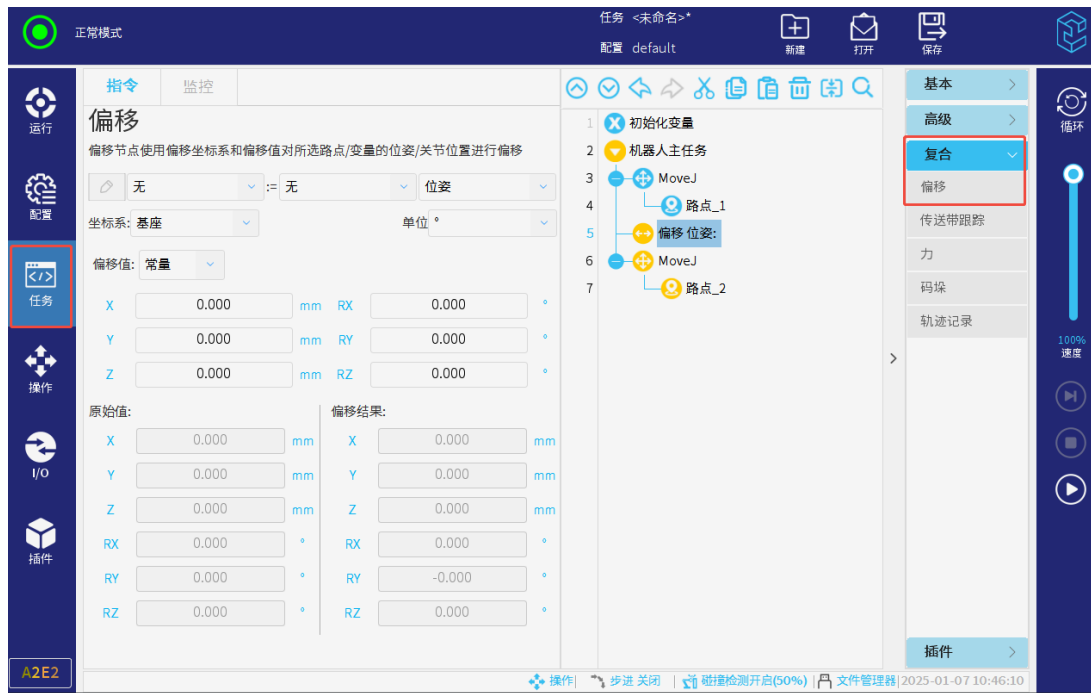 正常模式
任务 <未命名>*
配置 default
新建
打开
保存
运行
配置
任务
操作
I/O
插件
A2E2
指令 监控
偏移
偏移节点使用偏移坐标系和偏移值对所选路点/变量的位姿/关节位置进行偏移
无 := 无 位姿
坐标系: 基座 单位 °
偏移值: 常量
X 0.000 mm RX 0.000 °
Y 0.000 mm RY 0.000 °
Z 0.000 mm RZ 0.000 °
原始值: 偏移结果:
X 0.000 mm X 0.000 mm
Y 0.000 mm Y 0.000 mm
Z 0.000 mm Z 0.000 mm
RX 0.000 ° RX 0.000 °
RY 0.000 ° RY -0.000 °
RZ 0.000 ° RZ 0.000 °
1 初始化变量
2 机器人主任务
3 MoveJ
4 路点_1
5 偏移 位姿:
6 MoveJ
7 路点_2
基本
高级
复合
偏移
传送带跟踪
力
码垛
轨迹记录
插件
循环
100%
速度
操作| 步进 关闭 | 碰撞检测开启(50%) | 文件管理器|2025-01-07 10:46:10